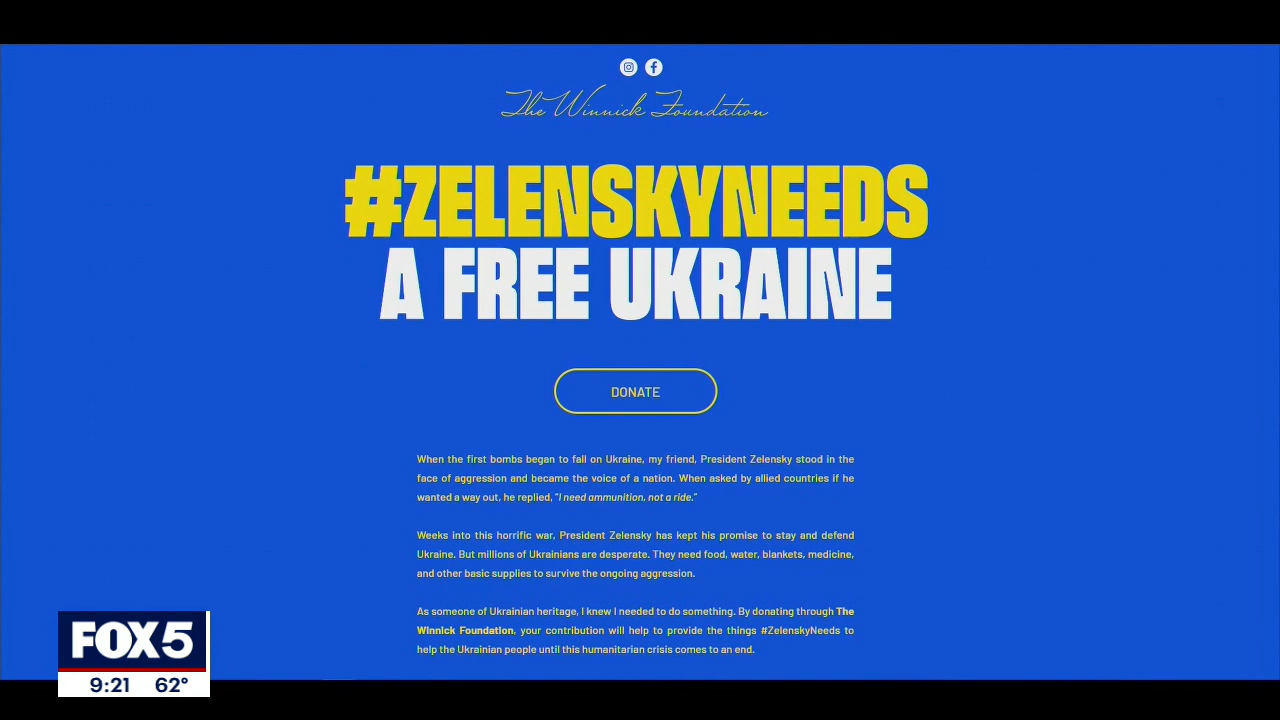 The Winnick Foundation
#ZELENSKYNEEDS
A FREE UKRAINE
DONATE
When the first bombs began to fall on Ukraine, my friend, President Zelensky stood in the
face of aggression and became the voice of a nation. When asked by allied countries if he
wanted a way out, he replied, "I need ammunition, not a ride."
Weeks into this horrific war, President Zelensky has kept his promise to stay and defend
Ukraine. But millions of Ukrainians are desperate. They need food, water, blankets, medicine,
and other basic supplies to survive the ongoing aggression.
As someone of Ukrainian heritage, I knew I needed to do something. By donating through The
Winnick Foundation, your contribution will help to provide the things #ZelenskyNeeds to
help the Ukrainian people until this humanitarian crisis comes to an end.
FOX 5
9:21 62°